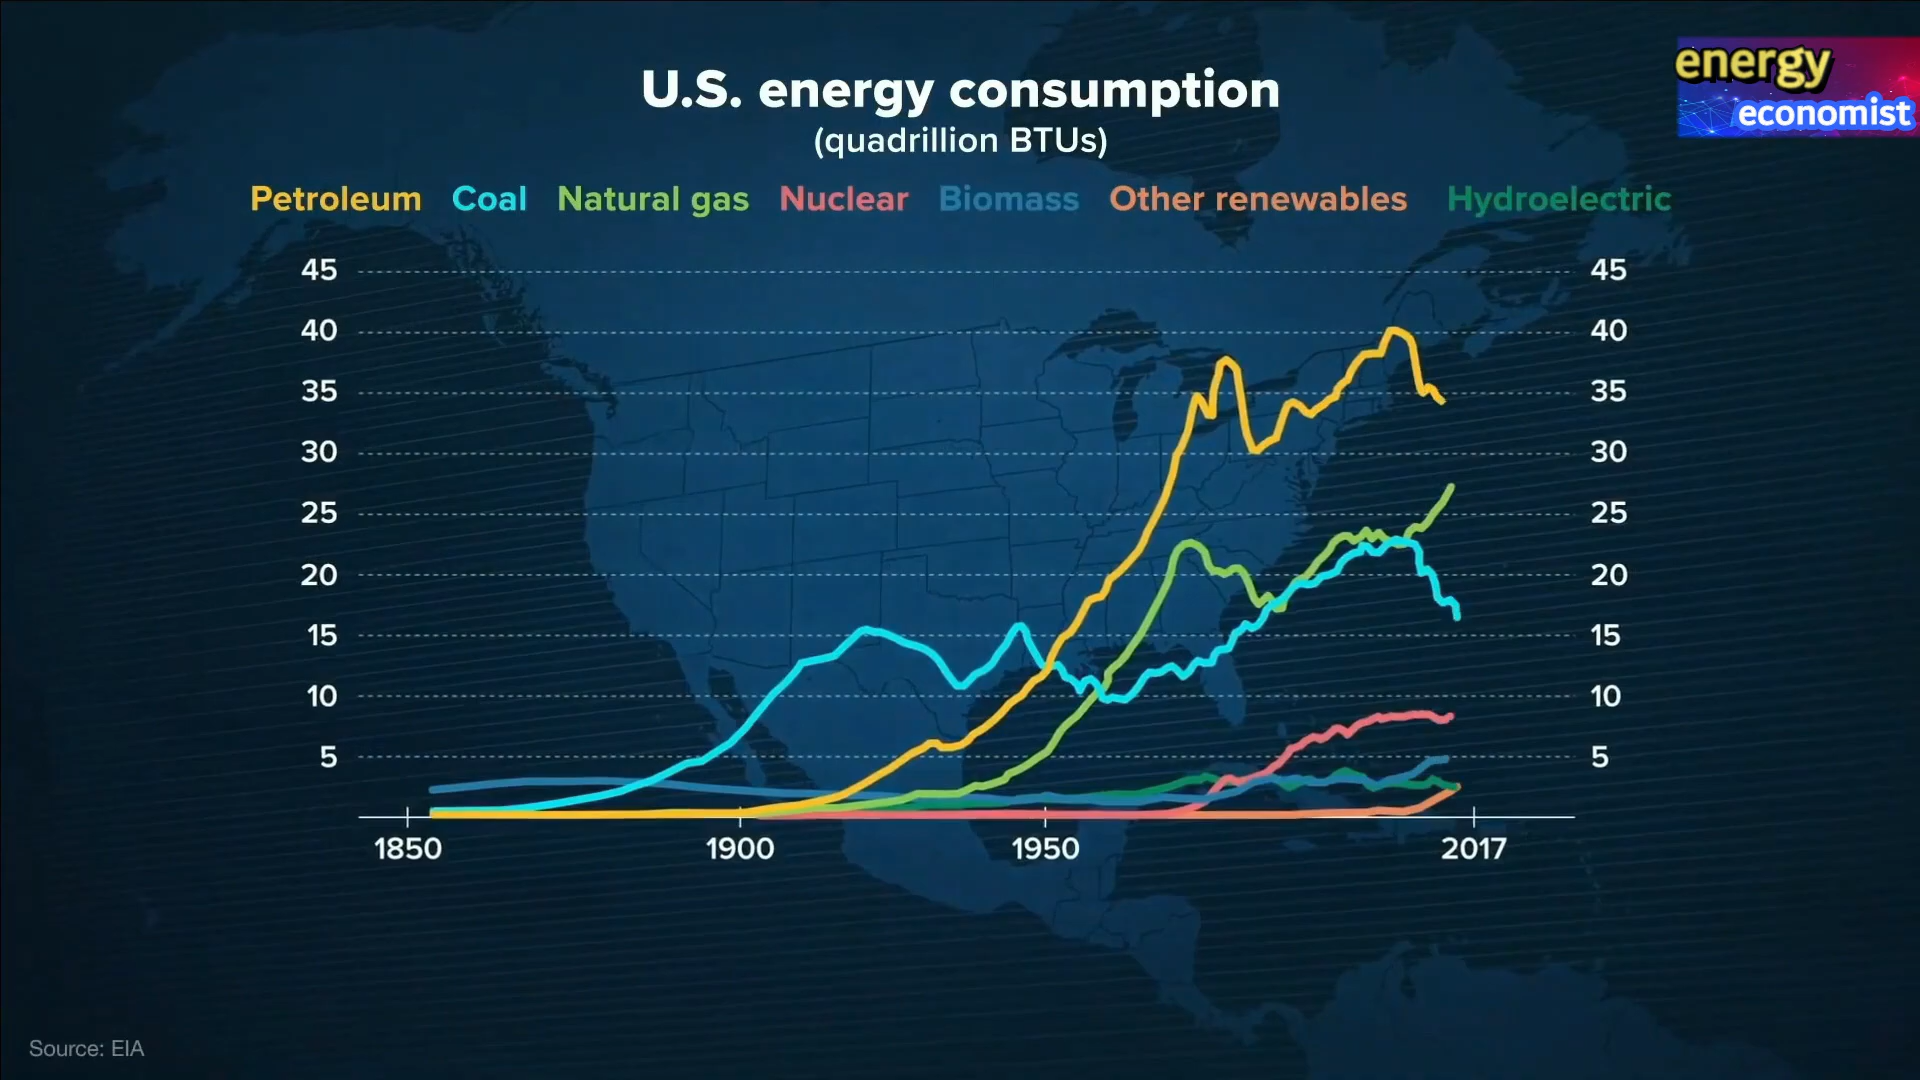 energy
economist
U.S. energy consumption
(quadrillion BTUs)
Petroleum Coal Natural gas Nuclear Biomass Other renewables Hydroelectric
45 45
40 40
35 35
30 30
25 25
20 20
15 15
10 10
5 5
1850 1900 1950 2017
Source: EIA